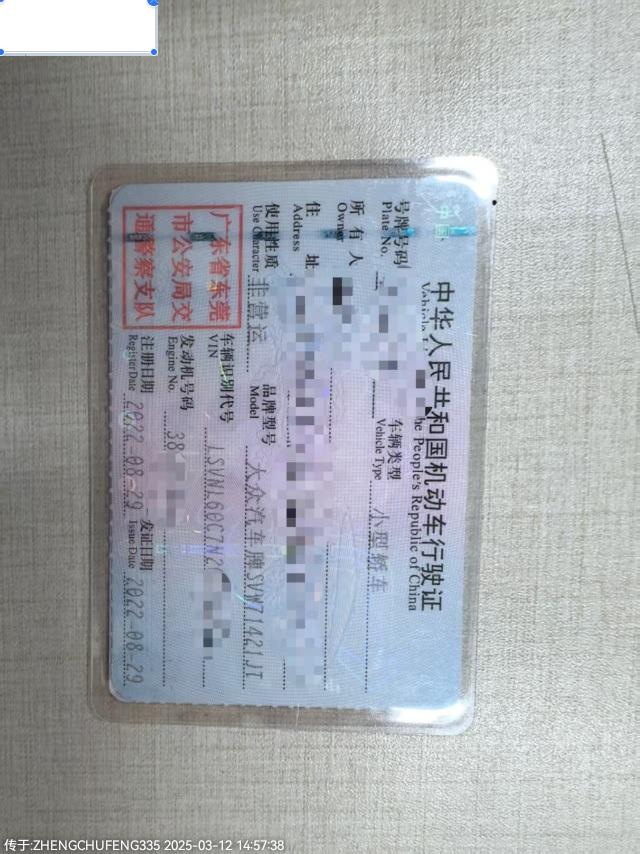 中华人民共和国机动车行驶证
he People's Republic of China
号牌号码
Plate No.
车辆类型 小型轿车
Vehicle Type
所有人
Owner
住址
Address
使用性质 非营运
Use Character
品牌型号 大众汽车牌SVW71421JT
Model
广东省东莞
市公安局交
通警察支队
车辆识别代号
VIN
LSVNL60C7N2
发动机号码 38
Engine No.
注册日期 2022-08-29
Register Date
发证日期 2022-08-29
Issue Date
传于:ZHENGCHUFENG335 2025-03-12 14:57:38